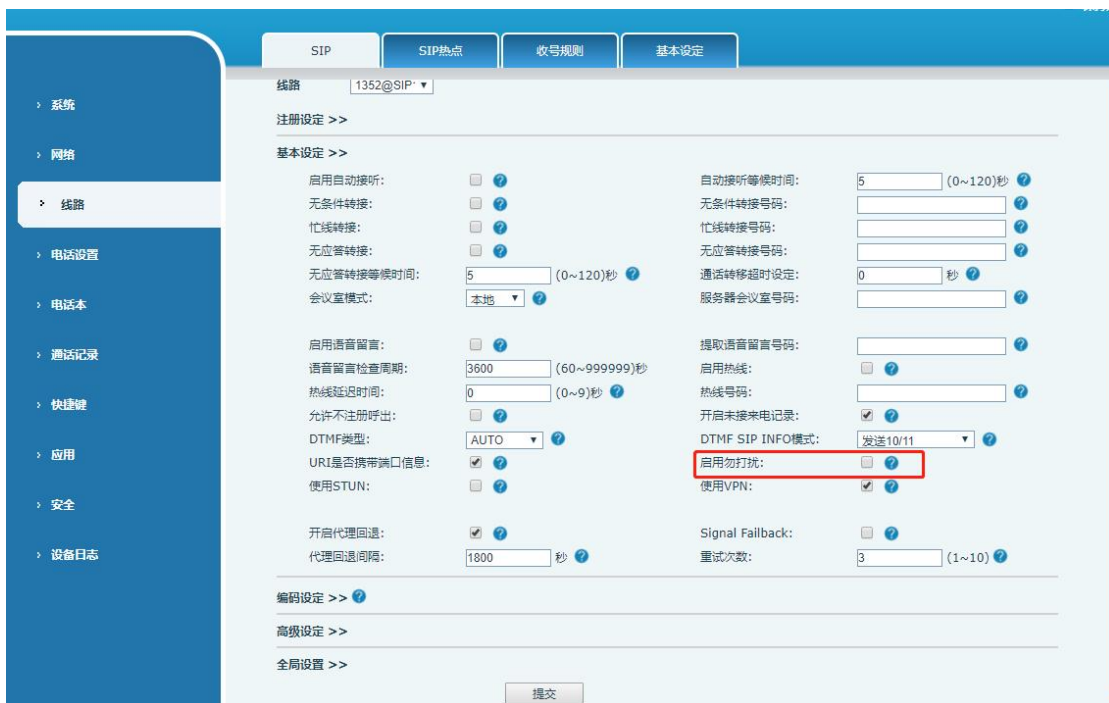 SIP
SIP热点
收号规则
基本设定
系统
网络
线路
电话设置
电话本
通话记录
快捷键
应用
安全
设备日志
线路 1352@SIP
注册设定 >>
基本设定 >>
启用自动接听: 自动接听等候时间: 5 (0~120)秒
无条件转接: 无条件转接号码:
忙线转接: 忙线转接号码:
无应答转接: 无应答转接号码:
无应答转接等候时间: 5 (0~120)秒 通话转移超时设定: 0 秒
会议室模式: 本地 服务器会议室号码:
启用语音留言: 提取语音留言号码:
语音留言检查周期: 3600 (60~999999)秒 启用热线:
热线延迟时间: 0 (0~9)秒 热线号码:
允许不注册呼出: 开启未接来电记录:
DTMF类型: AUTO DTMF SIP INFO模式: 发送10/11
URI是否携带端口信息: 启用勿打扰:
使用STUN: 使用VPN:
开启代理回退: Signal Failback:
代理回退间隔: 1800 秒 重试次数: 3 (1~10)
编码设定 >>
高级设定 >>
全局设置 >>
提交